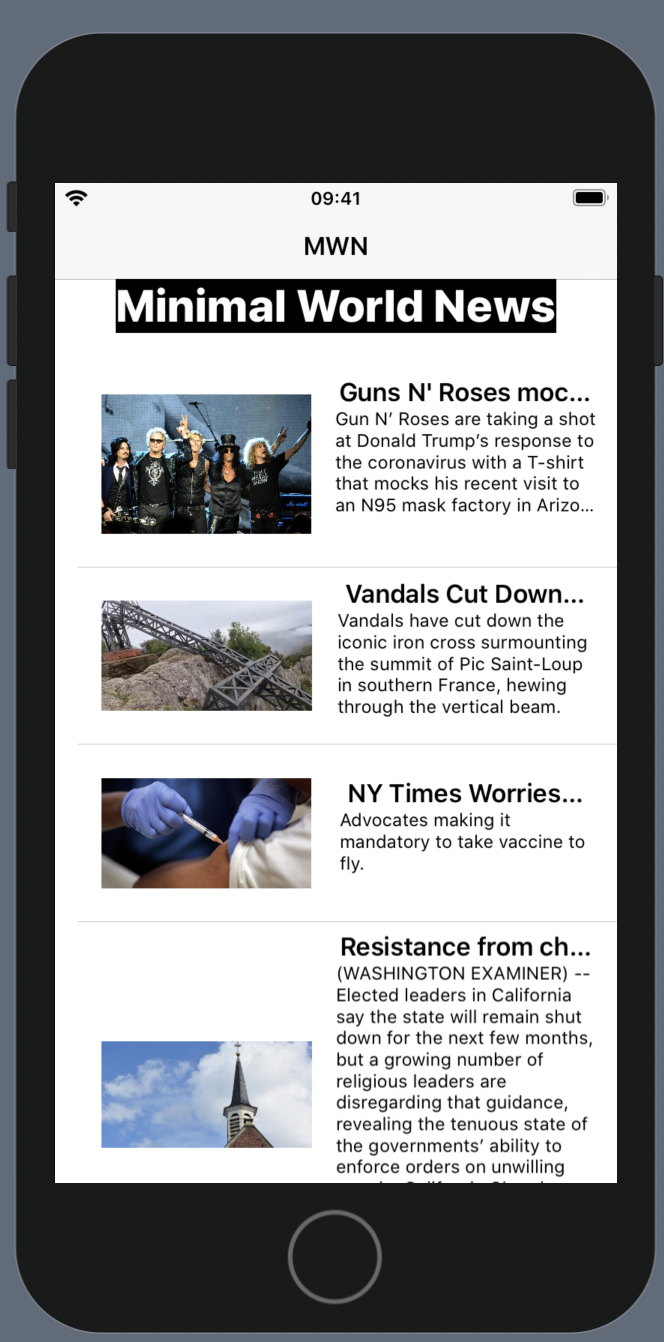 09:41
MWN
Minimal World News
Guns N' Roses moc...
Gun N’ Roses are taking a shot
at Donald Trump’s response to
the coronavirus with a T-shirt
that mocks his recent visit to
an N95 mask factory in Arizo...
Vandals Cut Down...
Vandals have cut down the
iconic iron cross surmounting
the summit of Pic Saint-Loup
in southern France, hewing
through the vertical beam.
NY Times Worries...
Advocates making it
mandatory to take vaccine to
fly.
Resistance from ch...
(WASHINGTON EXAMINER) --
Elected leaders in California
say the state will remain shut
down for the next few months,
but a growing number of
religious leaders are
disregarding that guidance,
revealing the tenuous state of
the governments’ ability to
enforce orders on unwilling